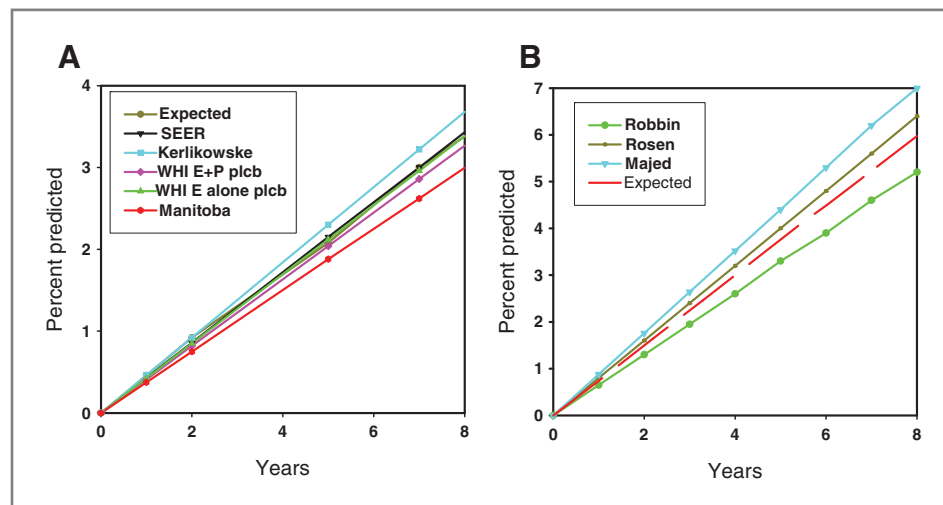 A
4
3
2
1
0
Percent predicted
Expected
SEER
Kerlikowske
WHI E+P plcb
WHI E alone plcb
Manitoba
0 2 4 6 8
Years
B
7
6
5
4
3
2
1
0
Percent predicted
Robbin
Rosen
Majed
Expected
0 2 4 6 8
Years